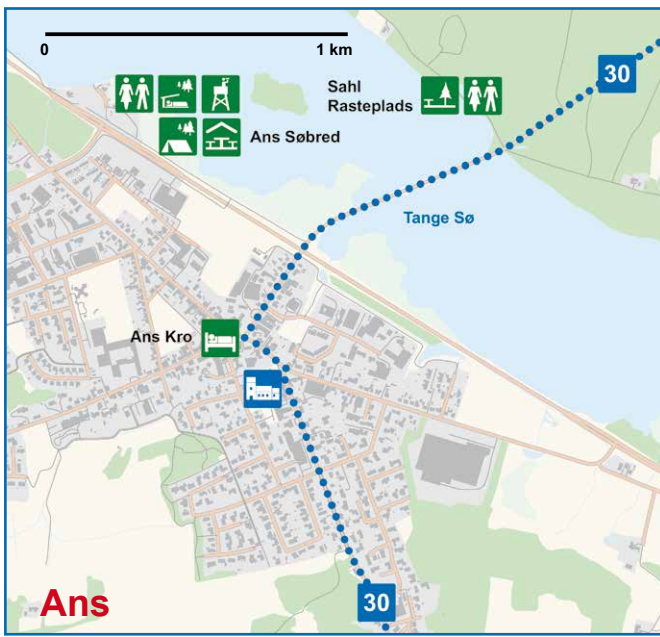 0 1 km
30
Sahl
Rasteplads
Ans Søbred
Tange Sø
Ans Kro
30
Ans